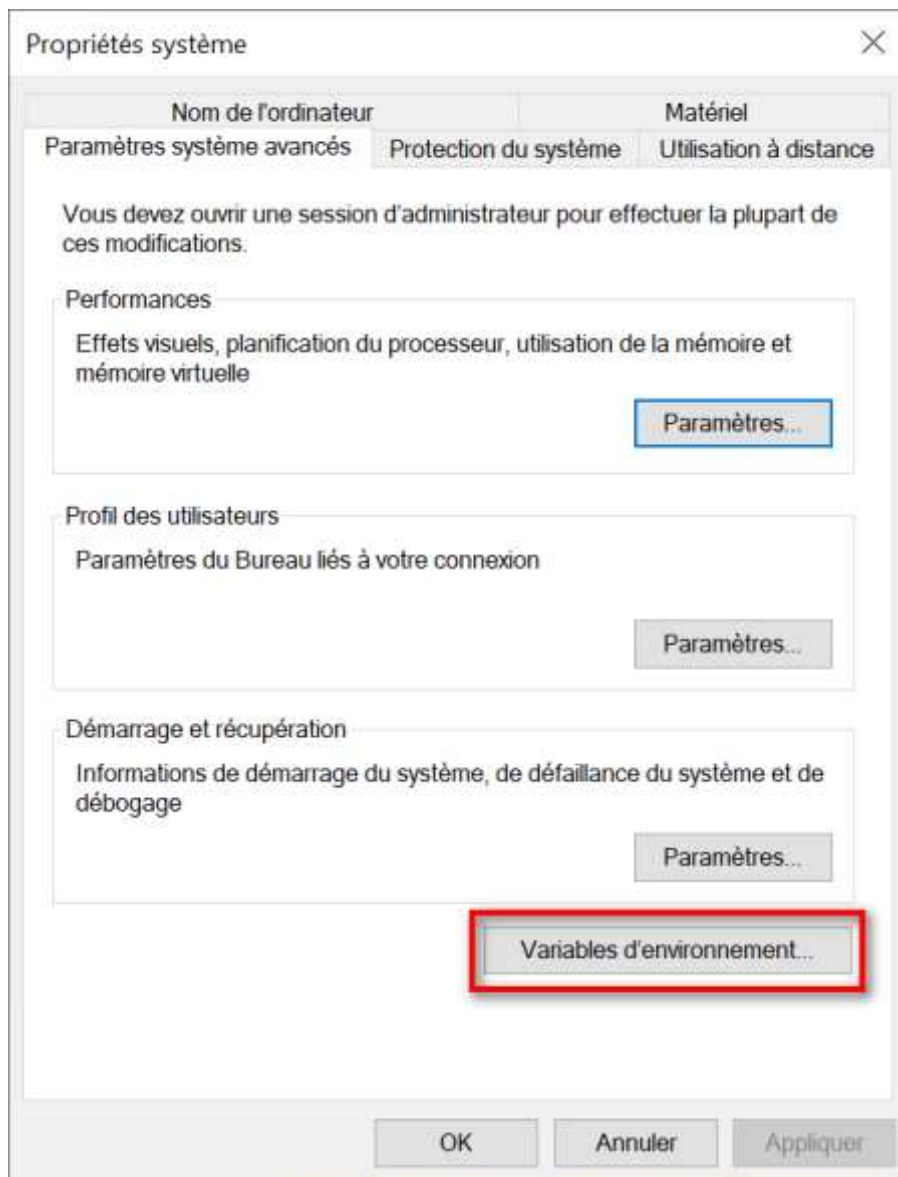 Propriétés système
Nom de l'ordinateur
Matériel
Paramètres système avancés
Protection du système
Utilisation à distance
Vous devez ouvrir une session d'administrateur pour effectuer la plupart de
ces modifications.
Performances
Effets visuels, planification du processeur, utilisation de la mémoire et
mémoire virtuelle
Paramètres...
Profil des utilisateurs
Paramètres du Bureau liés à votre connexion
Paramètres...
Démarrage et récupération
Informations de démarrage du système, de défaillance du système et de
débogage
Paramètres...
Variables d'environnement...
OK
Annuler
Appliquer